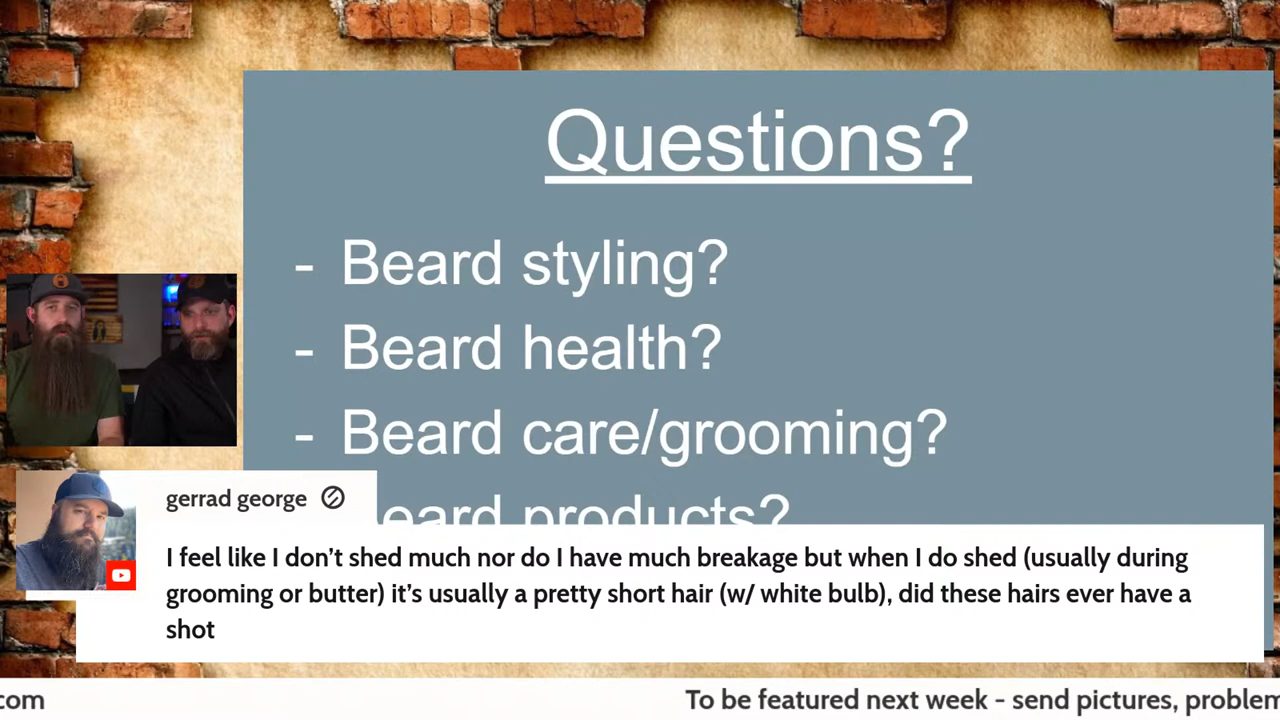 Questions?
- Beard styling?
- Beard health?
- Beard care/grooming?
eard products?
gerrad george
I feel like I don't shed much nor do I have much breakage but when I do shed (usually during
grooming or butter) it's usually a pretty short hair (w/ white bulb), did these hairs ever have a
shot
com
To be featured next week - send pictures, problem